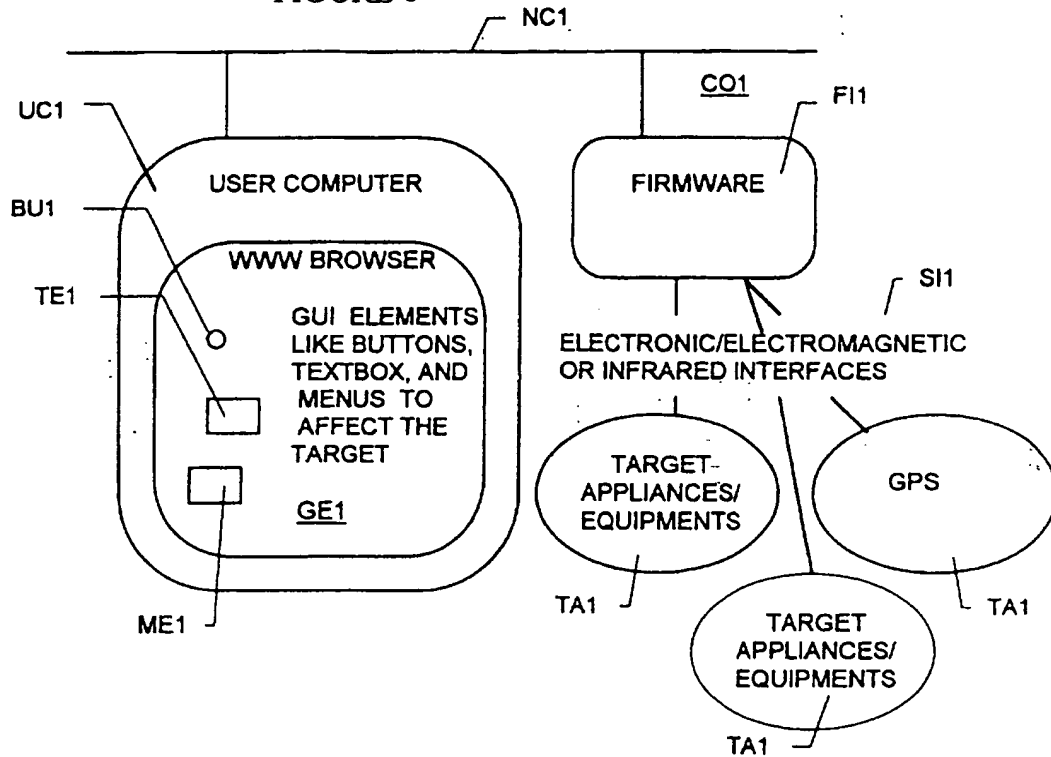 NC1
CO1
FI1
UC1
USER COMPUTER
FIRMWARE
BU1
WWW BROWSER
TE1
SI1
GUI ELEMENTS
LIKE BUTTONS,
TEXTBOX, AND
MENUS TO
AFFECT THE
TARGET
ELECTRONIC/ELECTROMAGNETIC
OR INFRARED INTERFACES
GE1
TARGET
APPLIANCES/
EQUIPMENTS
GPS
ME1
TA1
TA1
TARGET
APPLIANCES/
EQUIPMENTS
TA1